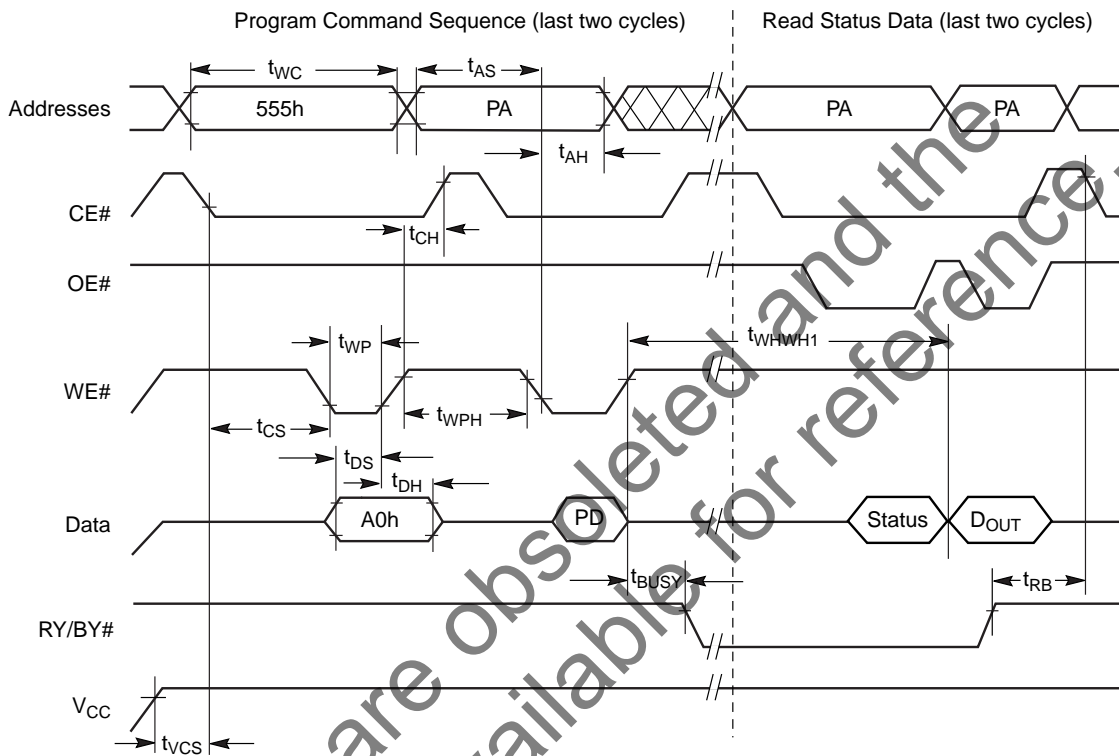 Program Command Sequence (last two cycles)
Read Status Data (last two cycles)
tWC
tAS
Addresses
555h
PA
PA
PA
tAH
CE#
tCH
OE#
tWHWH1
tWP
WE#
tWPH
tCS
tDS
tDH
Data
A0h
PD
Status
DOUT
tBUSY
tRB
RY/BY#
VCC
tVCS
are obsoleted and the
available for reference.